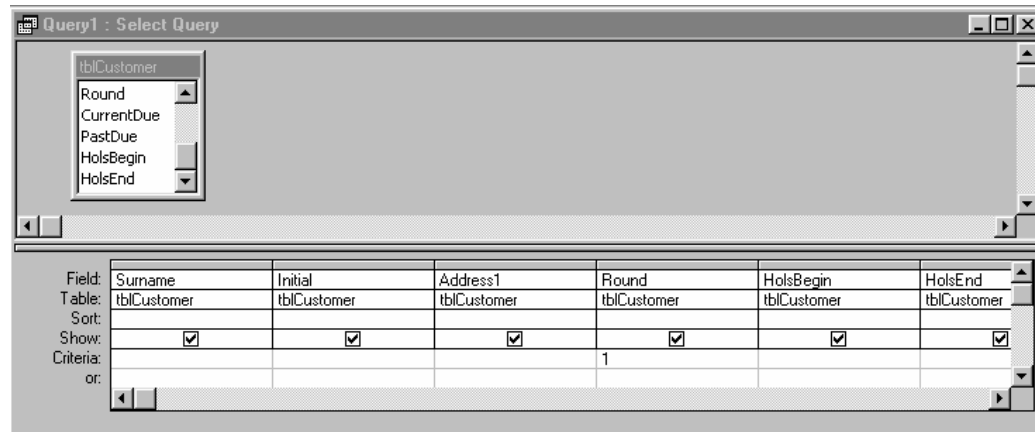 Query1 : Select Query
tblCustomer
Round
CurrentDue
PastDue
HolsBegin
HolsEnd
Field: Surname Initial Address1 Round HolsBegin HolsEnd
Table: tblCustomer tblCustomer tblCustomer tblCustomer tblCustomer tblCustomer
Sort:
Show:
Criteria: 1
or: